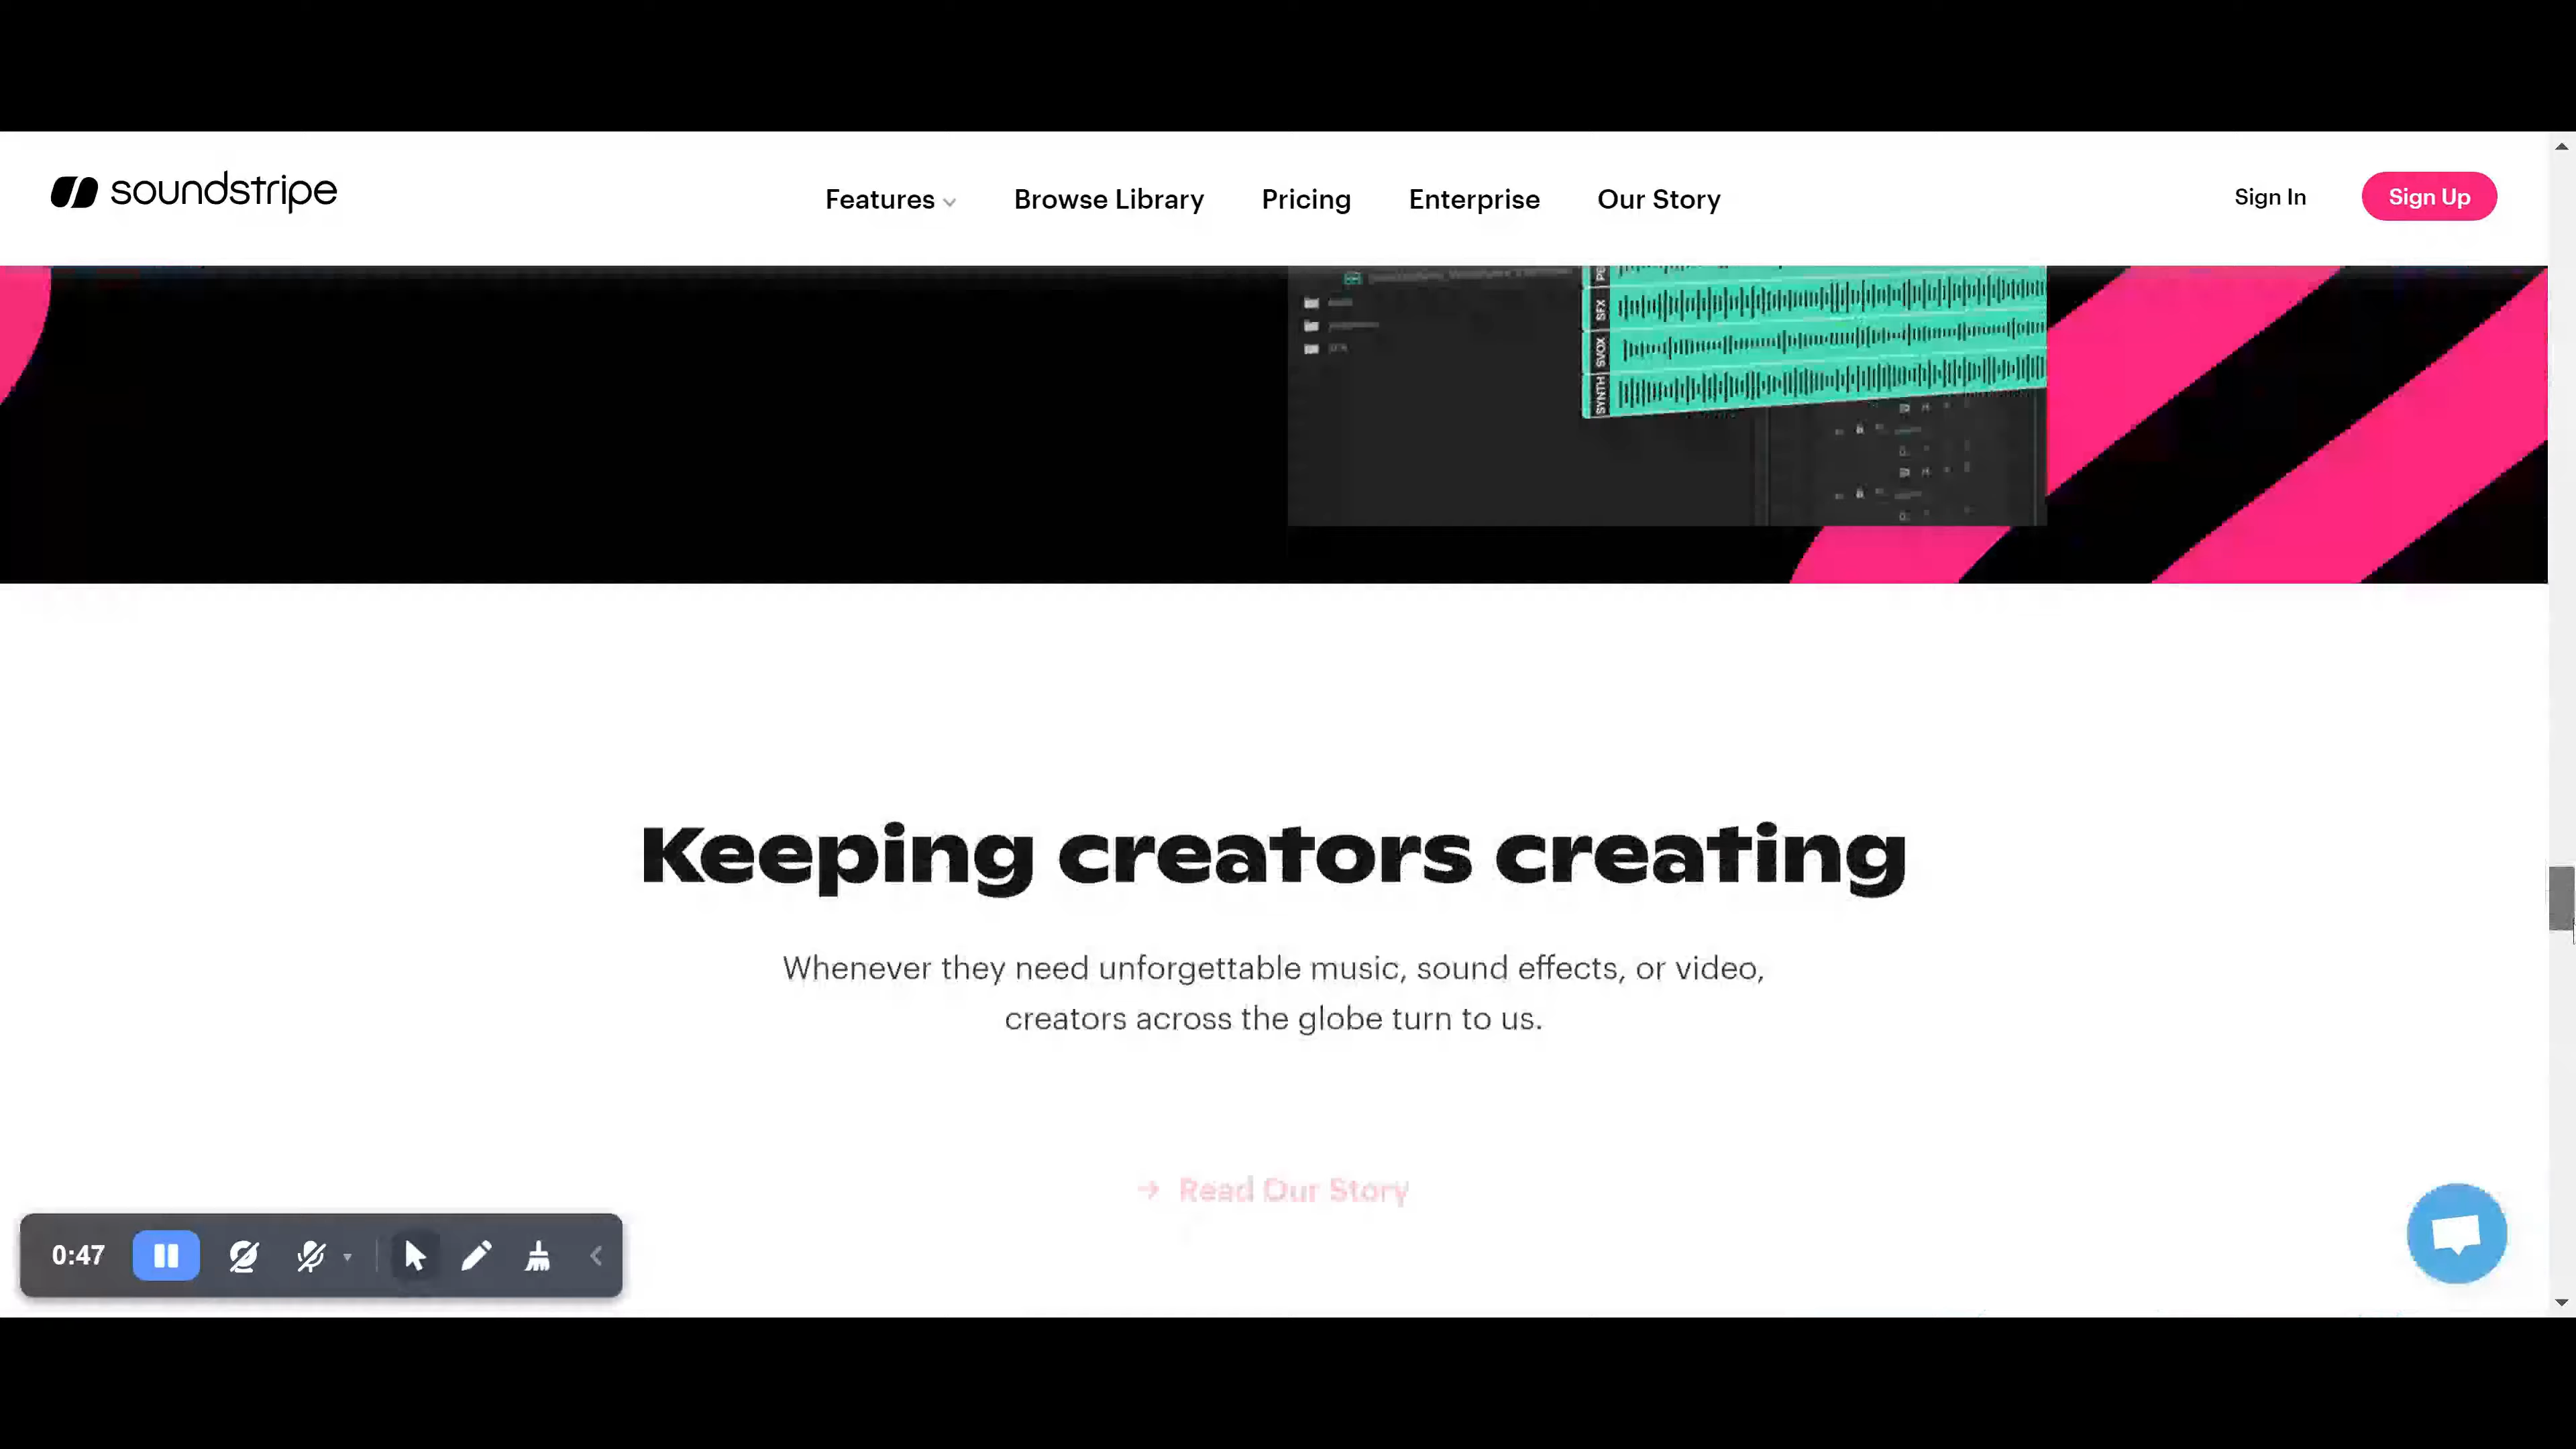 soundstripe
Features
Browse Library
Pricing
Enterprise
Our Story
Sign In
Sign Up
SFX
SVOX
SYNTH
Keeping creators creating
Whenever they need unforgettable music, sound effects, or video,
creators across the globe turn to us.
→ Read Our Story
0:47